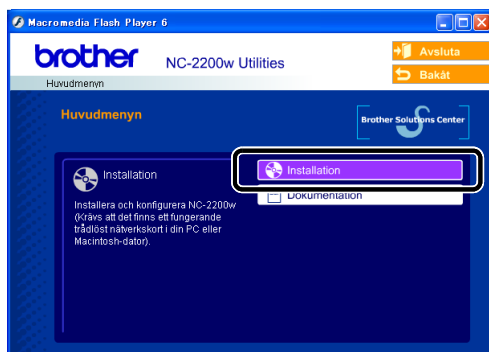 Macromedia Flash Player 6
brother
NC-2200w Utilities
Avsluta
Bakåt
Huvudmenyn
Huvudmenyn
Brother Solutions Center
Installation
Installera och konfigurera NC-2200w
(Krävs att det finns ett fungerande
trådlöst nätverkskort i din PC eller
Macintosh-dator).
Installation
Dokumentation